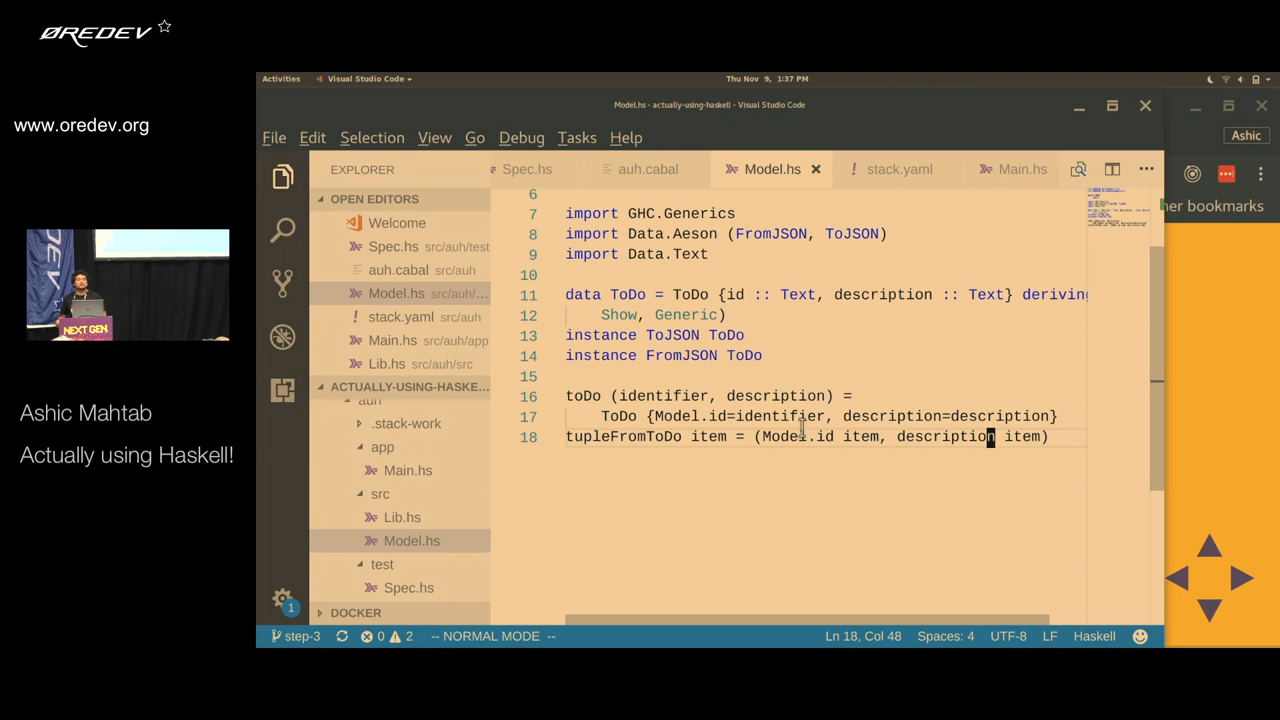 ØREDEV
www.oredev.org
NEXT GEN
Ashic Mahtab
Actually using Haskell!
Activities
Visual Studio Code
Thu Nov 9, 1:37 PM
Model.hs - actually-using-haskell - Visual Studio Code
Ashic
File Edit Selection View Go Debug Tasks Help
EXPLORER
Spec.hs
auh.cabal
Model.hs
stack.yaml
Main.hs
her bookmarks
OPEN EDITORS
Welcome
Spec.hs src/auh/test
auh.cabal src/auh
Model.hs src/auh/...
stack.yaml src/auh
Main.hs src/auh/app
Lib.hs src/auh/src
ACTUALLY-USING-HASKE...
auh
.stack-work
app
Main.hs
src
Lib.hs
Model.hs
test
Spec.hs
DOCKER
6
7 import GHC.Generics
8 import Data.Aeson (FromJSON, ToJSON)
9 import Data.Text
10
11 data ToDo = ToDo {id :: Text, description :: Text} deriving
12 Show, Generic)
13 instance ToJSON ToDo
14 instance FromJSON ToDo
15
16 toDo (identifier, description) =
17 ToDo {Model.id=identifier, description=description}
18 tupleFromToDo item = (Model.id item, description item)
1
step-3
0 2
-- NORMAL MODE --
Ln 18, Col 48
Spaces: 4
UTF-8
LF
Haskell